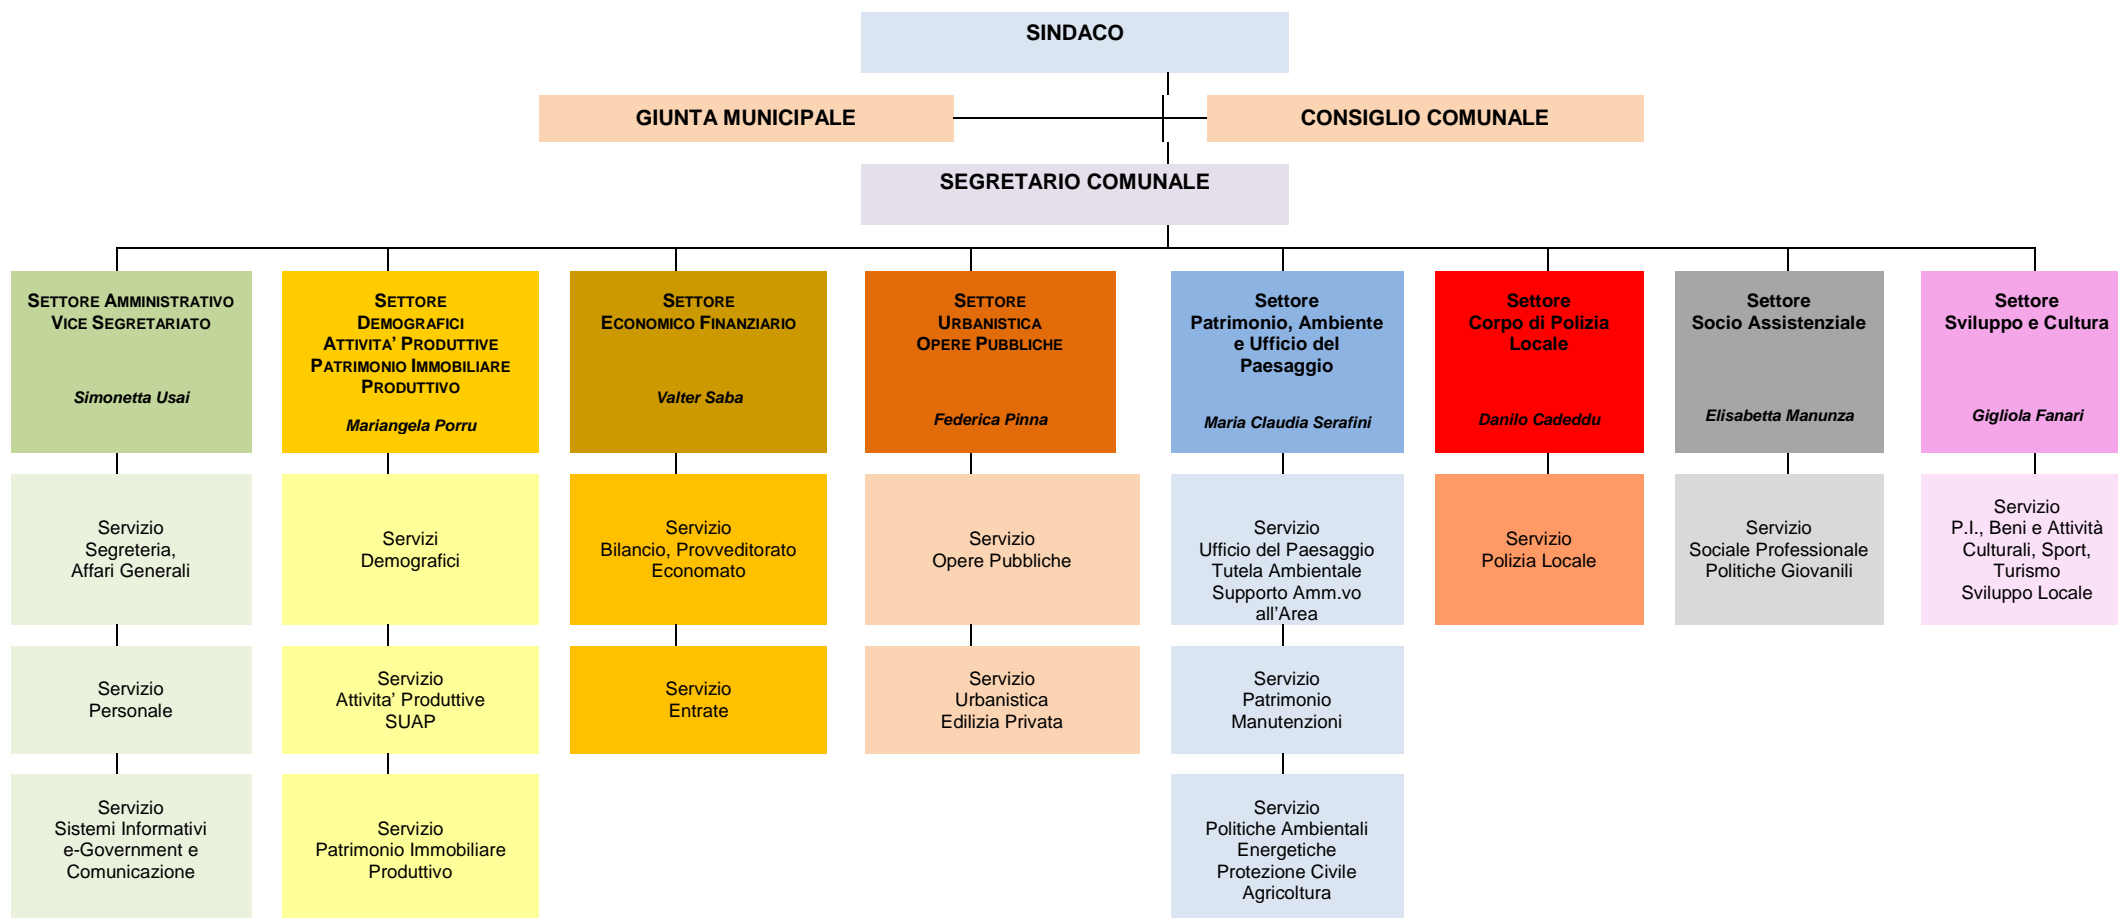 SINDACO
GIUNTA MUNICIPALE
CONSIGLIO COMUNALE
SEGRETARIO COMUNALE
SETTORE AMMINISTRATIVO
VICE SEGRETARIATO
Simonetta Usai
SETTORE
DEMOGRAFICI
ATTIVITA’ PRODUTTIVE
PATRIMONIO IMMOBILIARE
PRODUTTIVO
Mariangela Porru
SETTORE
ECONOMICO FINANZIARIO
Valter Saba
SETTORE
URBANISTICA
OPERE PUBBLICHE
Federica Pinna
Settore
Patrimonio, Ambiente
e Ufficio del
Paesaggio
Maria Claudia Serafini
Settore
Corpo di Polizia
Locale
Danilo Cadeddu
Settore
Socio Assistenziale
Elisabetta Manunza
Settore
Sviluppo e Cultura
Gigliola Fanari
Servizio
Segreteria,
Affari Generali
Servizi
Demografici
Servizio
Bilancio, Provveditorato
Economato
Servizio
Opere Pubbliche
Servizio
Ufficio del Paesaggio
Tutela Ambientale
Supporto Amm.vo
all’Area
Servizio
Polizia Locale
Servizio
Sociale Professionale
Politiche Giovanili
Servizio
P.I., Beni e Attività
Culturali, Sport,
Turismo
Sviluppo Locale
Servizio
Personale
Servizio
Attivita’ Produttive
SUAP
Servizio
Entrate
Servizio
Urbanistica
Edilizia Privata
Servizio
Patrimonio
Manutenzioni
Servizio
Sistemi Informativi
e-Government e
Comunicazione
Servizio
Patrimonio Immobiliare
Produttivo
Servizio
Politiche Ambientali
Energetiche
Protezione Civile
Agricoltura